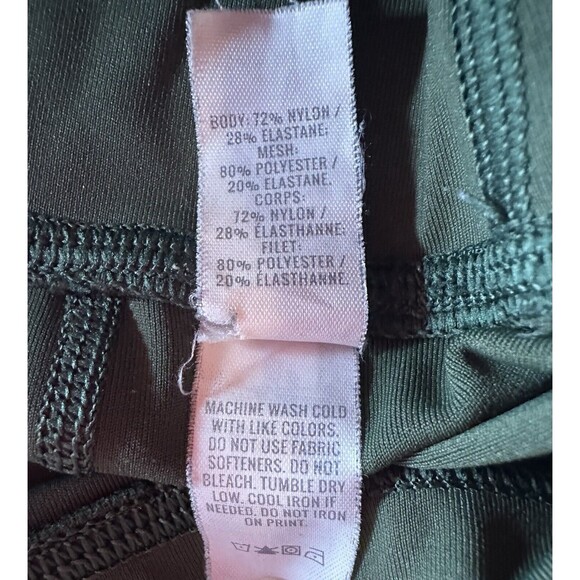 BODY: 72% NYLON /
28% ELASTANE;
MESH:
80% POLYESTER /
20% ELASTANE.
CORPS:
72% NYLON /
28% ÉLASTHANNE;
FILET:
80% POLYESTER /
20% ÉLASTHANNE.
MACHINE WASH COLD
WITH LIKE COLORS.
DO NOT USE FABRIC
SOFTENERS. DO NOT
BLEACH. TUMBLE DRY
LOW. COOL IRON IF
NEEDED. DO NOT IRON
ON PRINT.